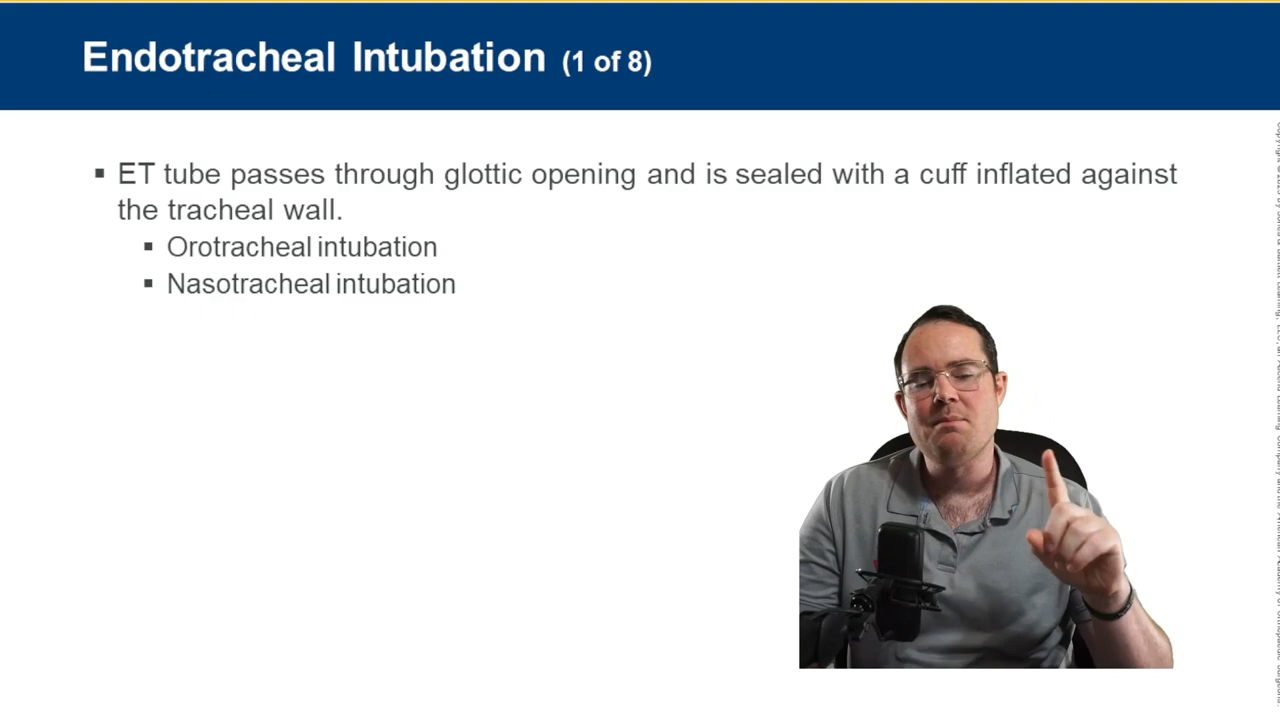 Endotracheal Intubation (1 of 8)
▪ ET tube passes through glottic opening and is sealed with a cuff inflated against
the tracheal wall.
▪ Orotracheal intubation
▪ Nasotracheal intubation